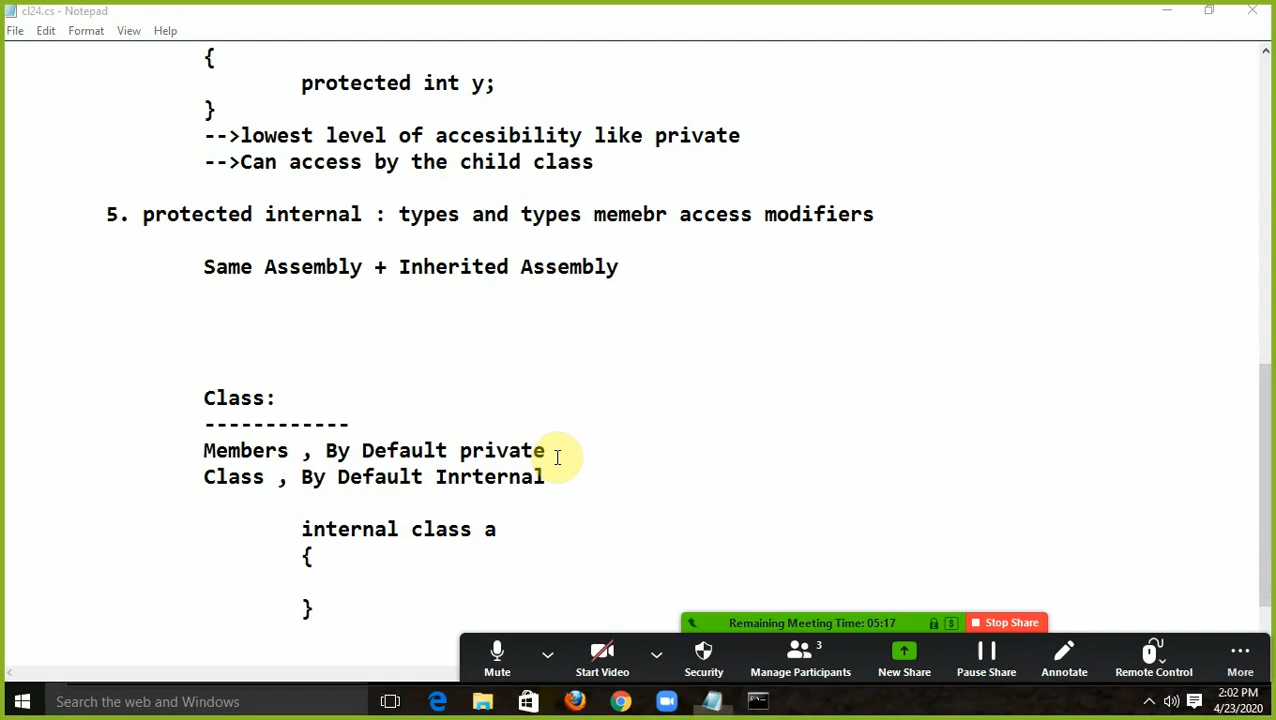 cl24.cs - Notepad
File Edit Format View Help
{
protected int y;
}
-->lowest level of accesibility like private
-->Can access by the child class
5. protected internal : types and types memebr access modifiers
Same Assembly + Inherited Assembly
Class:
------------
Members , By Default private
Class , By Default Inrternal
internal class a
{
}
Remaining Meeting Time: 05:17 $ Stop Share
Mute Start Video Security Manage Participants 3 New Share Pause Share Annotate Remote Control More
Search the web and Windows
2:02 PM
4/23/2020